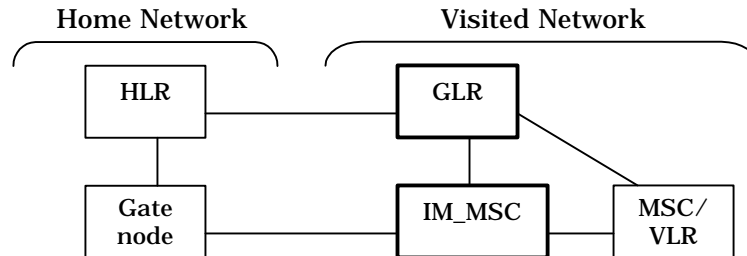 Home Network
Visited Network
HLR
GLR
Gate
node
IM_MSC
MSC/
VLR